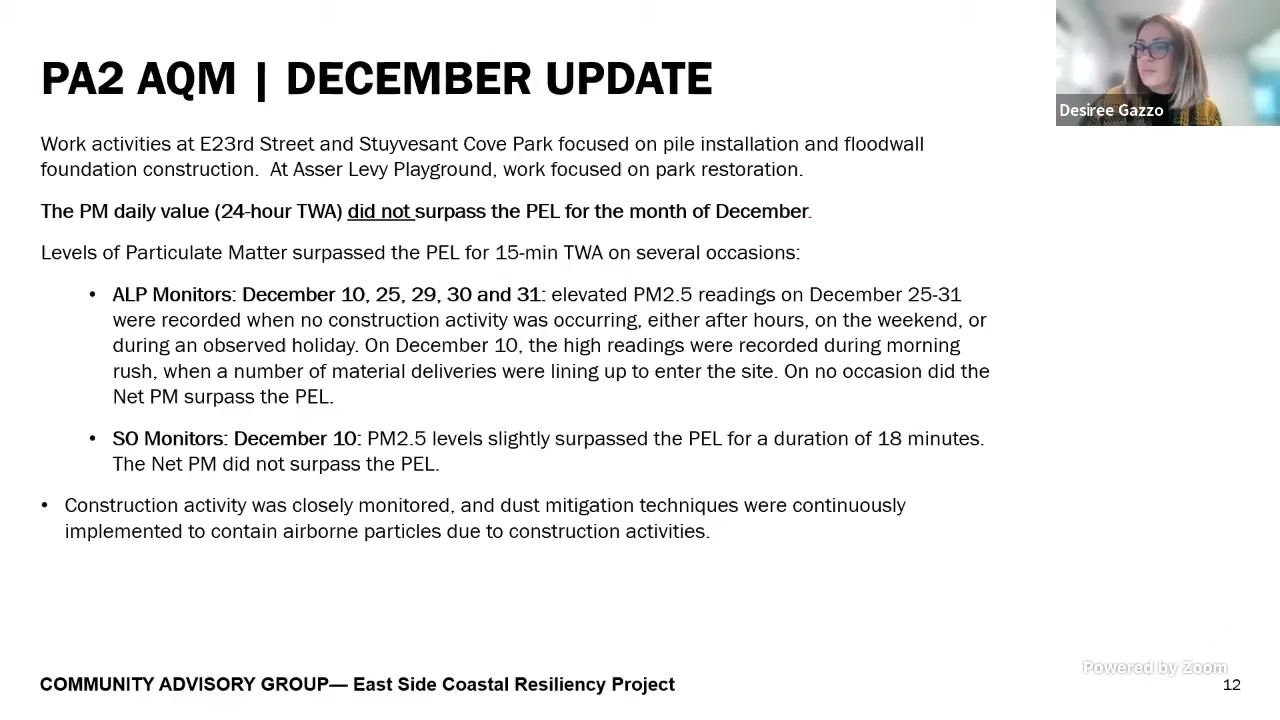 PA2 AQM | DECEMBER UPDATE
Desiree Gazzo
Work activities at E23rd Street and Stuyvesant Cove Park focused on pile installation and floodwall
foundation construction.  At Asser Levy Playground, work focused on park restoration.
The PM daily value (24-hour TWA) did not surpass the PEL for the month of December.
Levels of Particulate Matter surpassed the PEL for 15-min TWA on several occasions:
• ALP Monitors: December 10, 25, 29, 30 and 31: elevated PM2.5 readings on December 25-31
were recorded when no construction activity was occurring, either after hours, on the weekend, or
during an observed holiday. On December 10, the high readings were recorded during morning
rush, when a number of material deliveries were lining up to enter the site. On no occasion did the
Net PM surpass the PEL.
• SO Monitors: December 10: PM2.5 levels slightly surpassed the PEL for a duration of 18 minutes.
The Net PM did not surpass the PEL.
• Construction activity was closely monitored, and dust mitigation techniques were continuously
implemented to contain airborne particles due to construction activities.
Powered by Zoom
COMMUNITY ADVISORY GROUP— East Side Coastal Resiliency Project
12